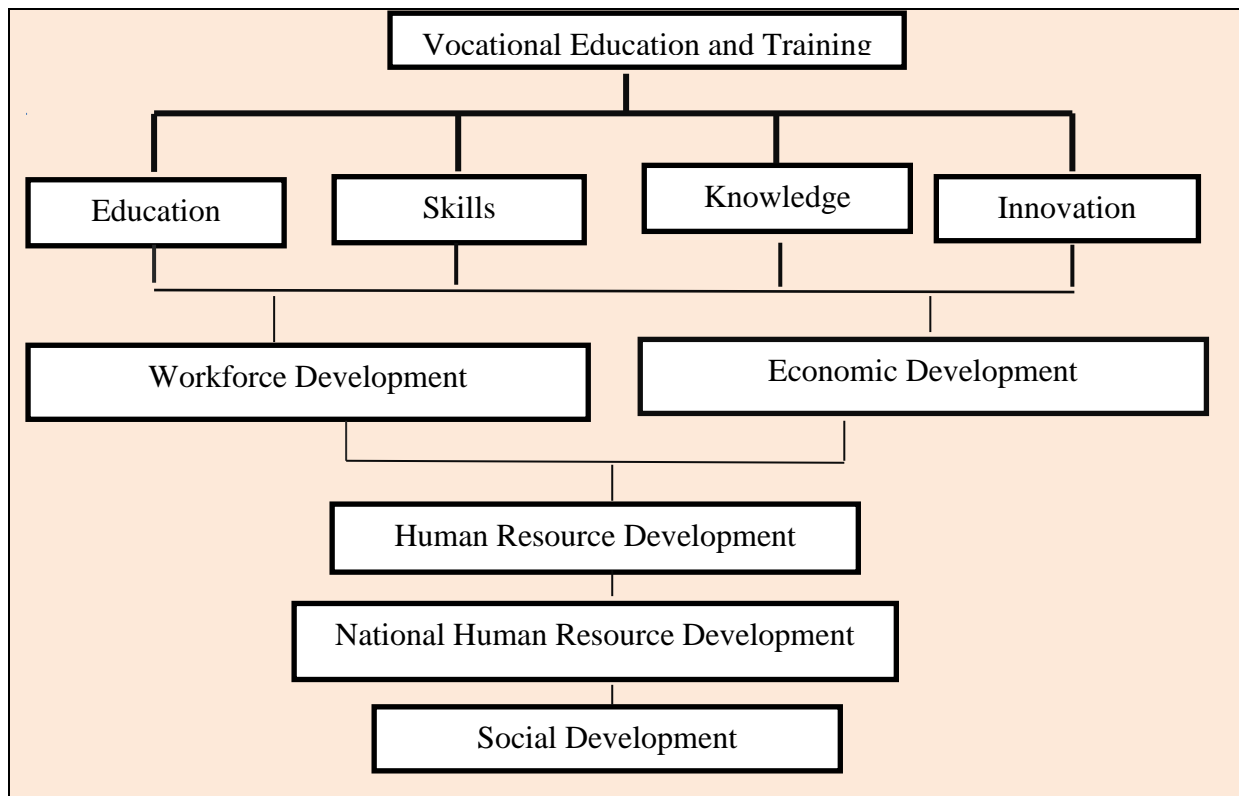 Vocational Education and Training
Education
Skills
Knowledge
Innovation
Workforce Development
Economic Development
Human Resource Development
National Human Resource Development
Social Development